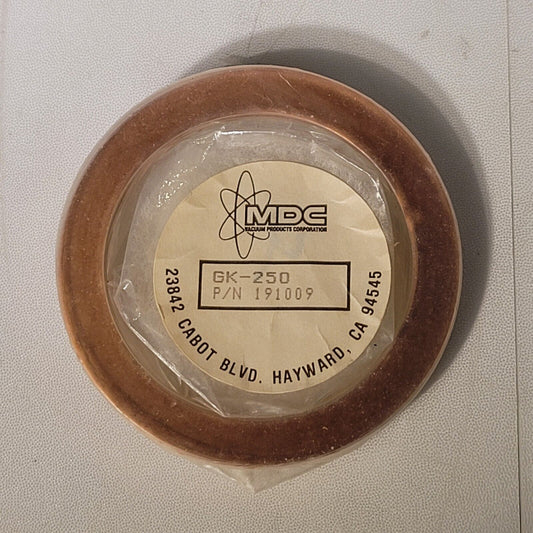 MDC
VACUUM PRODUCTS CORPORATION
GK-250
P/N 191009
23842 CABOT BLVD. HAYWARD, CA 94545